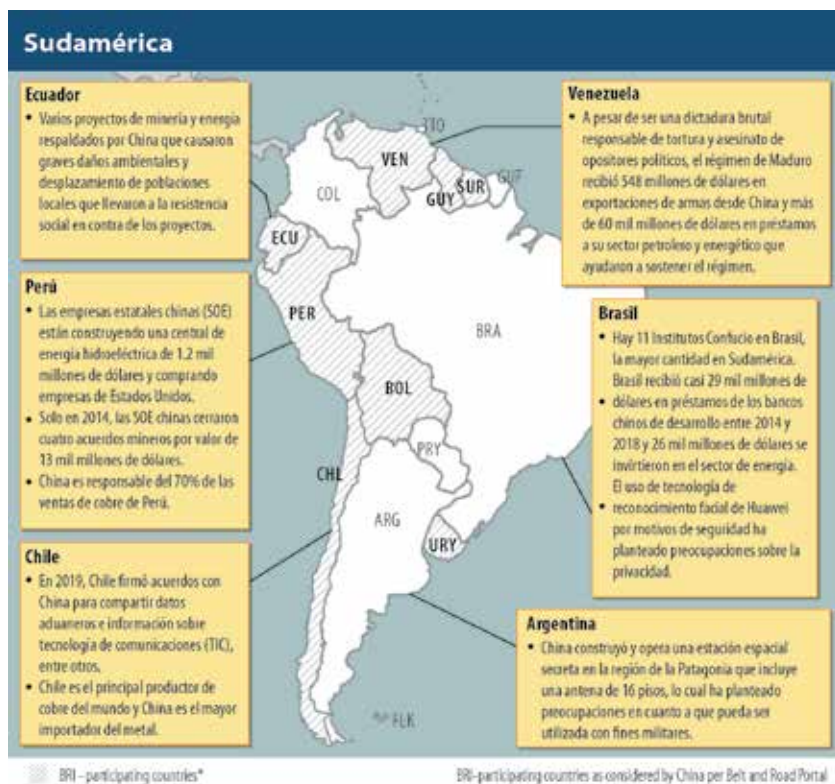 Sudamérica
Ecuador
• Varios proyectos de minería y energía
respaldados por China que causaron
graves daños ambientales y
desplazamiento de poblaciones
locales que llevaron a la resistencia
social en contra de los proyectos.
Perú
• Las empresas estatales chinas (SOE)
están construyendo una central de
energía hidroeléctrica de 1.2 mil
millones de dólares y comprando
empresas de Estados Unidos.
• Solo en 2014, las SOE chinas cerraron
cuatro acuerdos mineros por valor de
13 mil millones de dólares.
• China es responsable del 70% de las
ventas de cobre de Perú.
Chile
• En 2019, Chile firmó acuerdos con
China para compartir datos
aduaneros e información sobre
tecnología de comunicaciones (TIC),
entre otros.
• Chile es el principal productor de
cobre del mundo y China es el mayor
importador del metal.
TTO
VEN
COL
GUY
SUR
GUF
ECU
PER
BRA
BOL
PRY
CHL
ARG
URY
FLK
Venezuela
• A pesar de ser una dictadura brutal
responsable de tortura y asesinato de
opositores políticos, el régimen de Maduro
recibió 548 millones de dólares en
exportaciones de armas desde China y más
de 60 mil millones de dólares en préstamos
a su sector petrolero y energético que
ayudaron a sostener el régimen.
Brasil
• Hay 11 Institutos Confucio en Brasil,
la mayor cantidad en Sudamérica.
Brasil recibió casi 29 mil millones de
• dólares en préstamos de los bancos
chinos de desarrollo entre 2014 y
2018 y 26 mil millones de dólares se
invirtieron en el sector de energía.
El uso de tecnología de
• reconocimiento facial de Huawei
por motivos de seguridad ha
planteado preocupaciones sobre la
privacidad.
Argentina
• China construyó y opera una estación espacial
secreta en la región de la Patagonia que incluye
una antena de 16 pisos, lo cual ha planteado
preocupaciones en cuanto a que pueda ser
utilizada con fines militares.
BRI - participating countries*
BRI-participating countries as considered by China per Belt and Road Portal